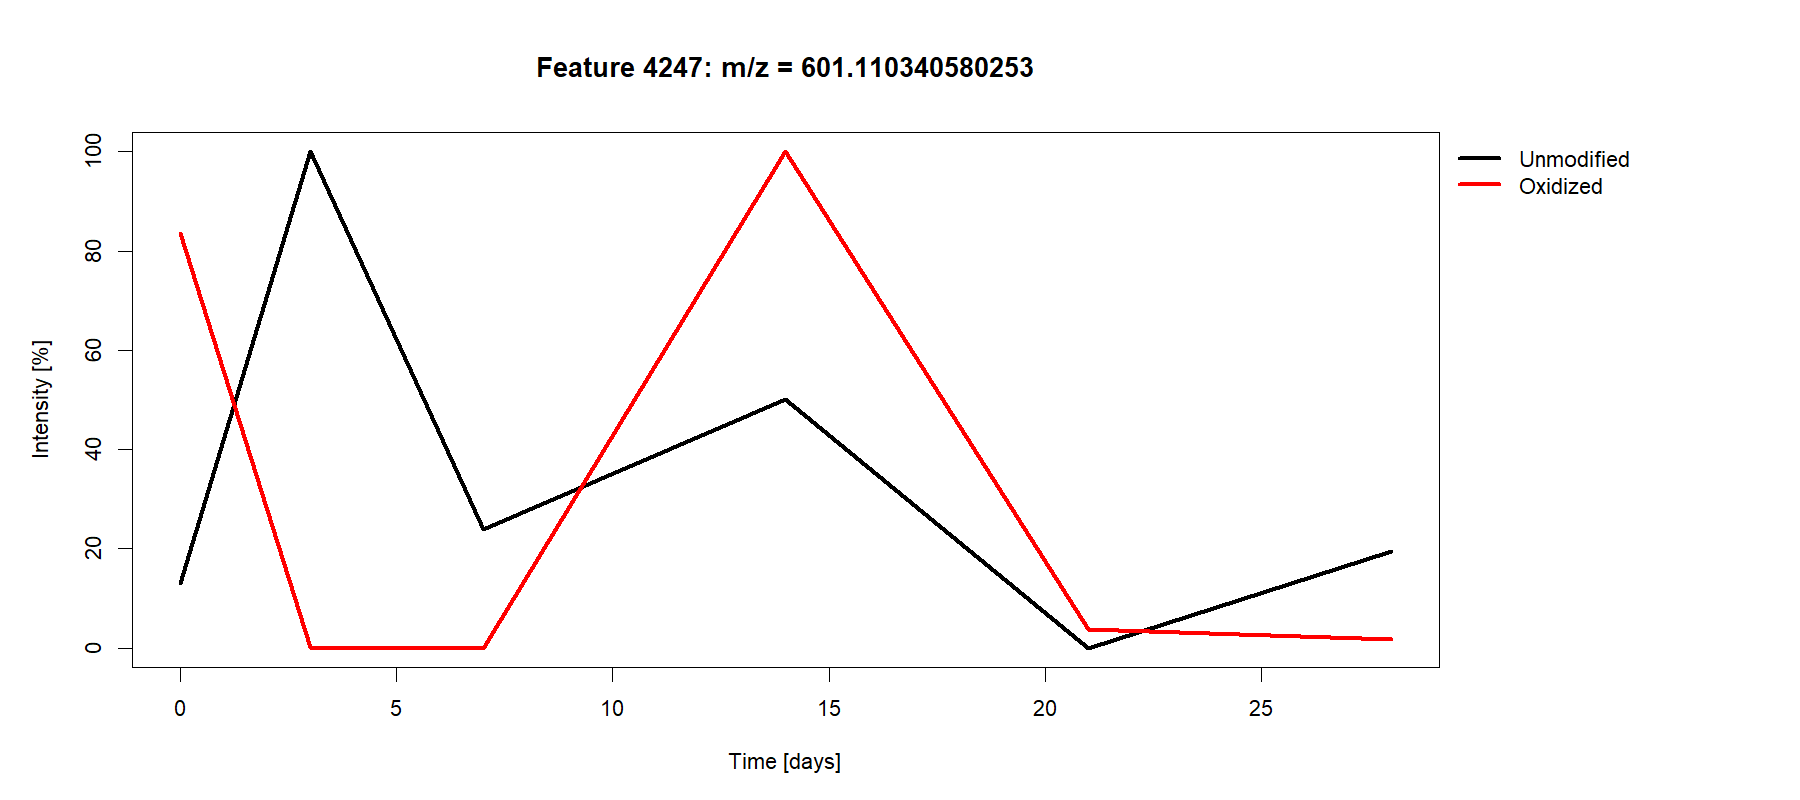 Feature 4247: m/z = 601.110340580253
Unmodified
Oxidized
Intensity [%]
100
80
60
40
20
0
0 5 10 15 20 25
Time [days]